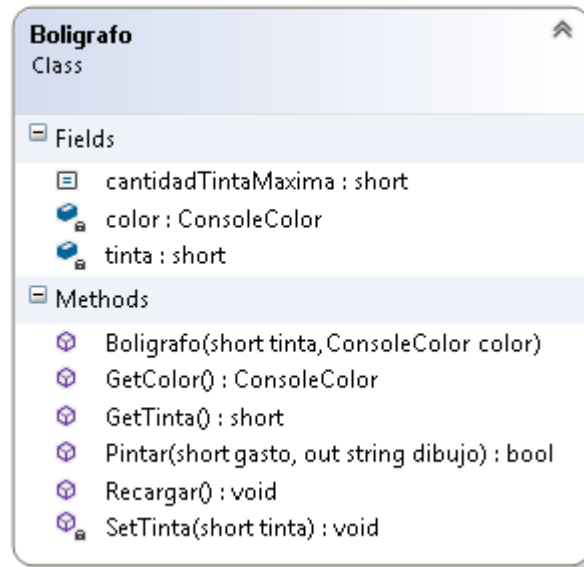 Boligrafo
Class
Fields
cantidadTintaMaxima : short
color : ConsoleColor
tinta : short
Methods
Boligrafo(short tinta, ConsoleColor color)
GetColor() : ConsoleColor
GetTinta() : short
Pintar(short gasto, out string dibujo) : bool
Recargar() : void
SetTinta(short tinta) : void